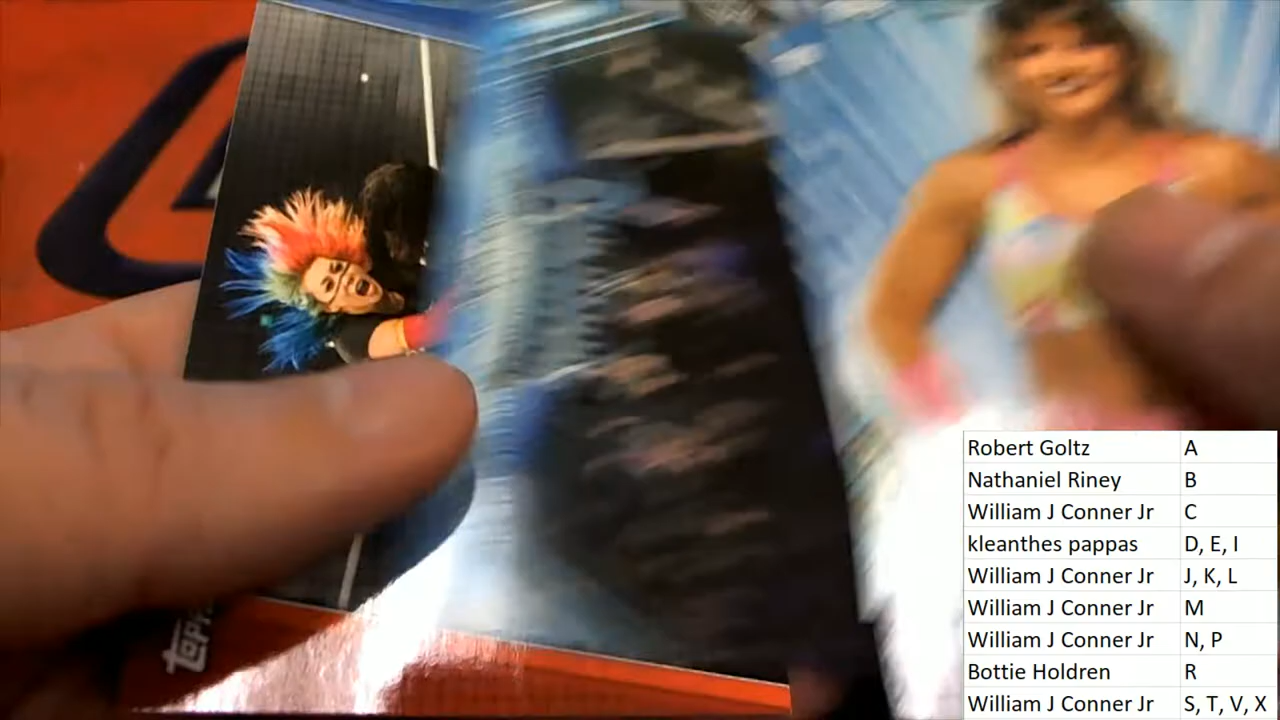 TOPPS
Robert Goltz A
Nathaniel Riney B
William J Conner Jr C
kleanthes pappas D, E, I
William J Conner Jr J, K, L
William J Conner Jr M
William J Conner Jr N, P
Bottie Holdren R
William J Conner Jr S, T, V, X